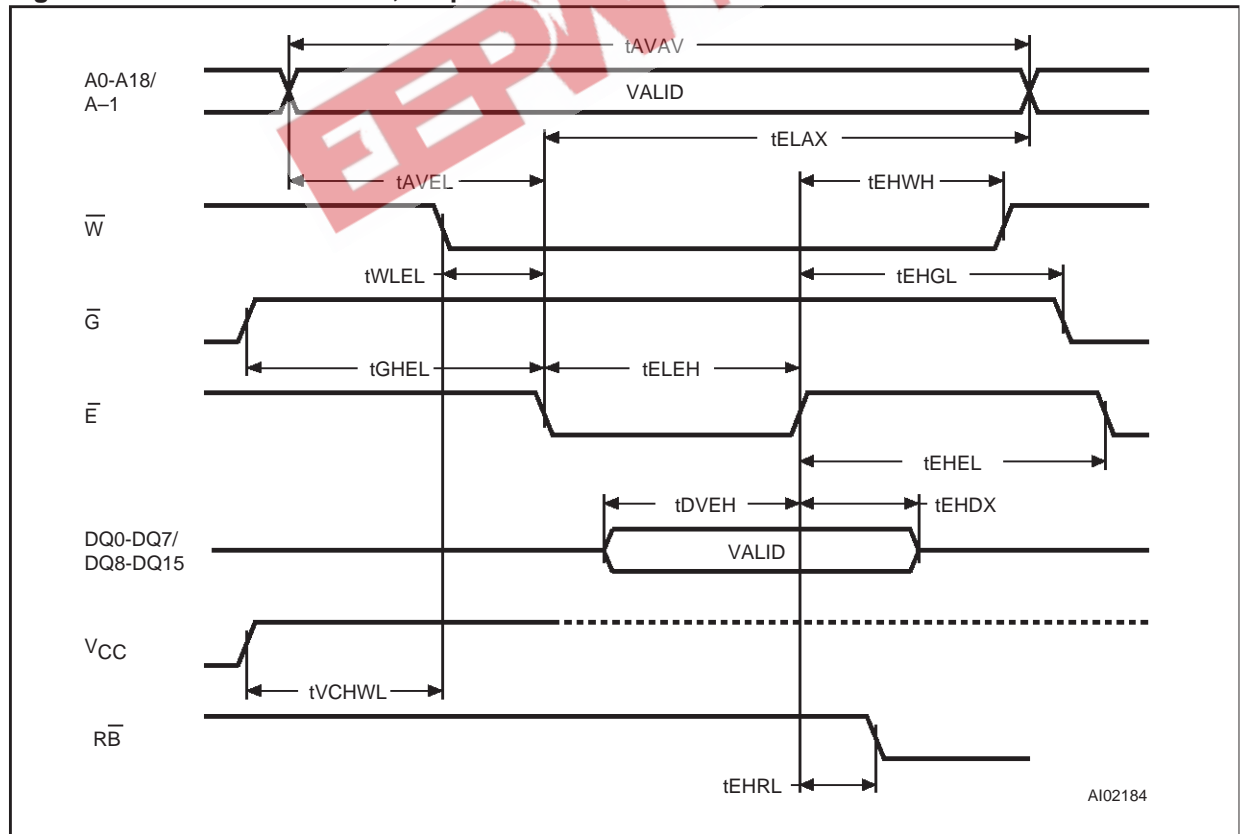 tAVAV
A0-A18/
A–1
VALID
tELAX
tAVEL
tEHWH
W̅
tWLEL
tEHGL
G̅
tGHEL
tELEH
E̅
tEHEL
tDVEH
tEHDX
DQ0-DQ7/
DQ8-DQ15
VALID
VCC
tVCHWL
RB̅
tEHRL
AI02184